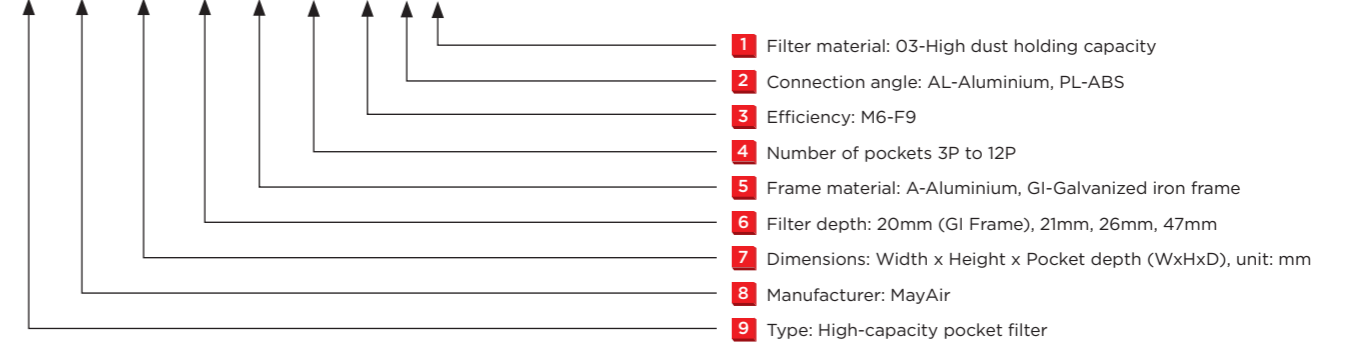 1 Filter material: 03-High dust holding capacity
2 Connection angle: AL-Aluminium, PL-ABS
3 Efficiency: M6-F9
4 Number of pockets 3P to 12P
5 Frame material: A-Aluminium, GI-Galvanized iron frame
6 Filter depth: 20mm (GI Frame), 21mm, 26mm, 47mm
7 Dimensions: Width x Height x Pocket depth (WxHxD), unit: mm
8 Manufacturer: MayAir
9 Type: High-capacity pocket filter